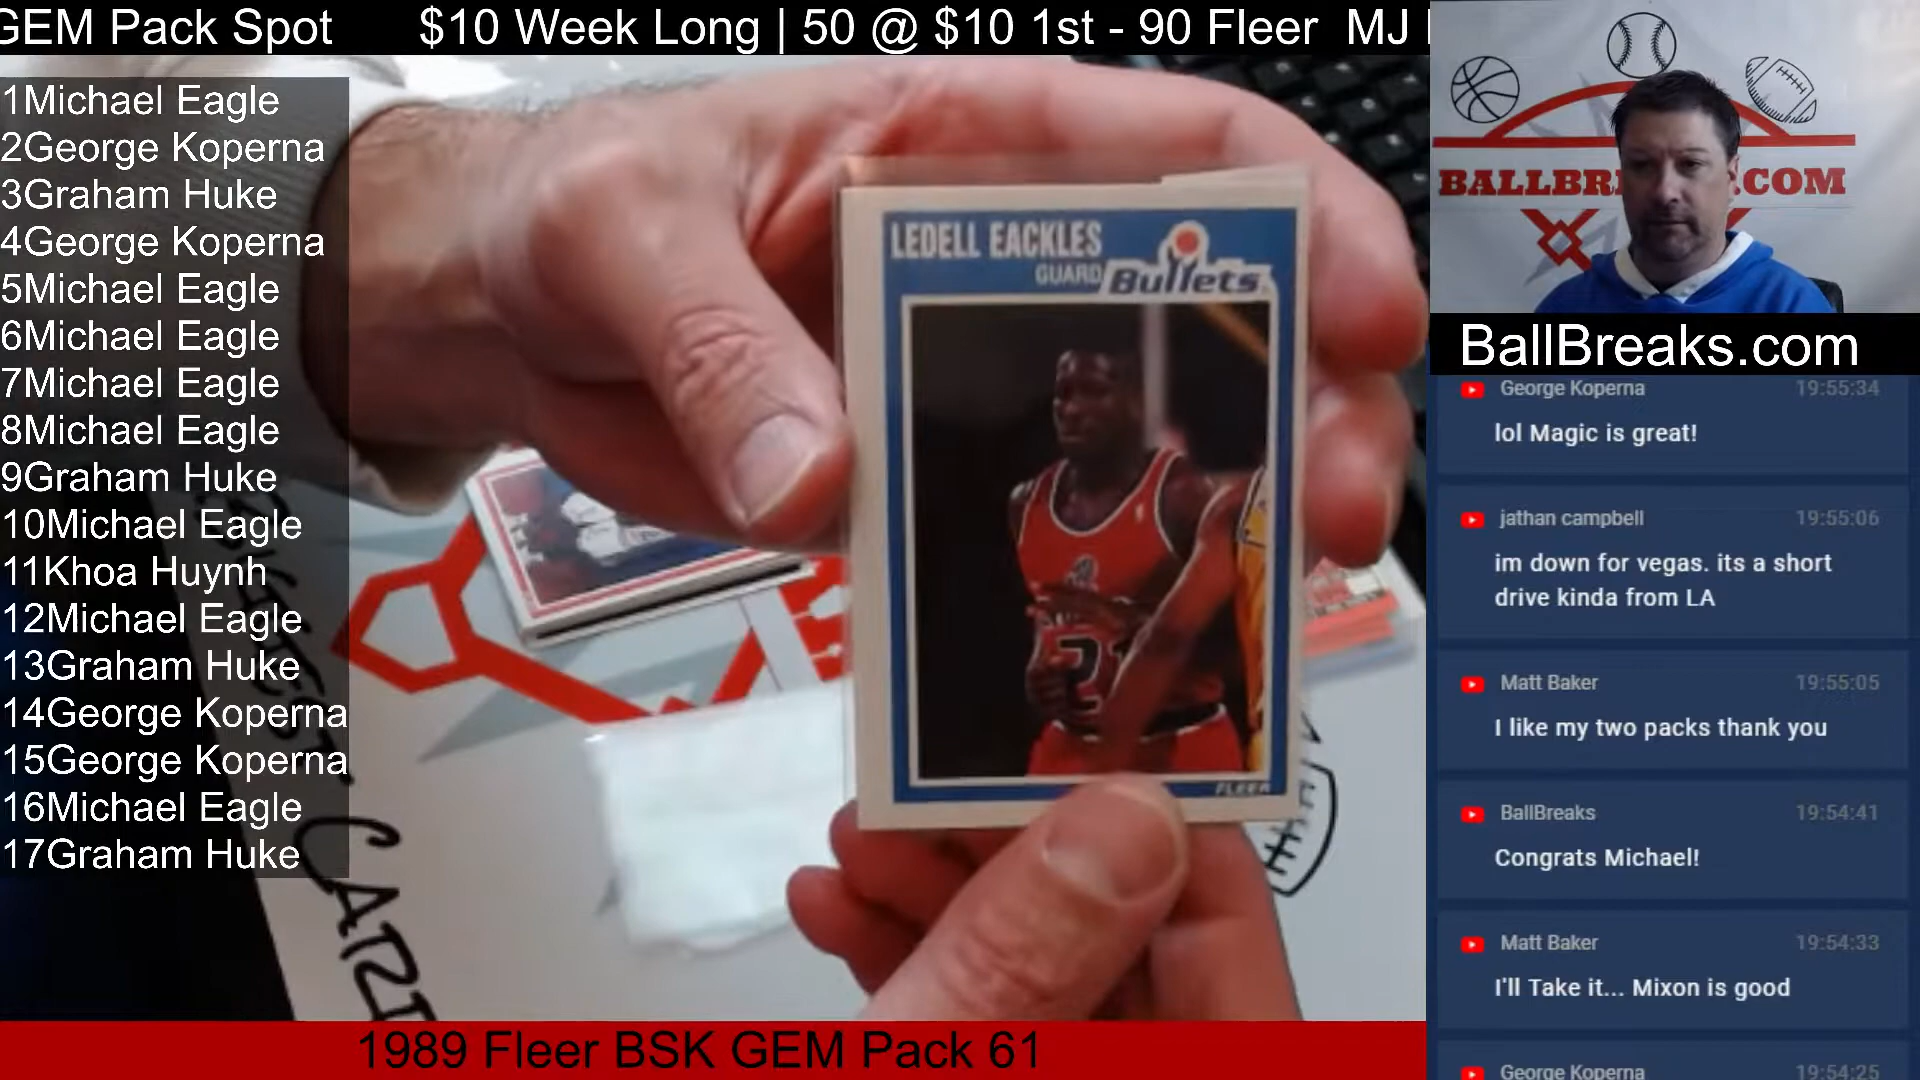 GEM Pack Spot $10 Week Long | 50 @ $10 1st - 90 Fleer MJ
1Michael Eagle
2George Koperna
3Graham Huke
4George Koperna
5Michael Eagle
6Michael Eagle
7Michael Eagle
8Michael Eagle
9Graham Huke
10Michael Eagle
11Khoa Huynh
12Michael Eagle
13Graham Huke
14George Koperna
15George Koperna
16Michael Eagle
17Graham Huke
LEDELL EACKLES
GUARD
Bullets
FLEER
1989 Fleer BSK GEM Pack 61
.COM
BallBreaks.com
George Koperna 19:55:34
lol Magic is great!
jathan campbell 19:55:06
im down for vegas. its a short
drive kinda from LA
Matt Baker 19:55:05
I like my two packs thank you
BallBreaks 19:54:41
Congrats Michael!
Matt Baker 19:54:33
I'll Take it... Mixon is good
George Koperna 19:54:25